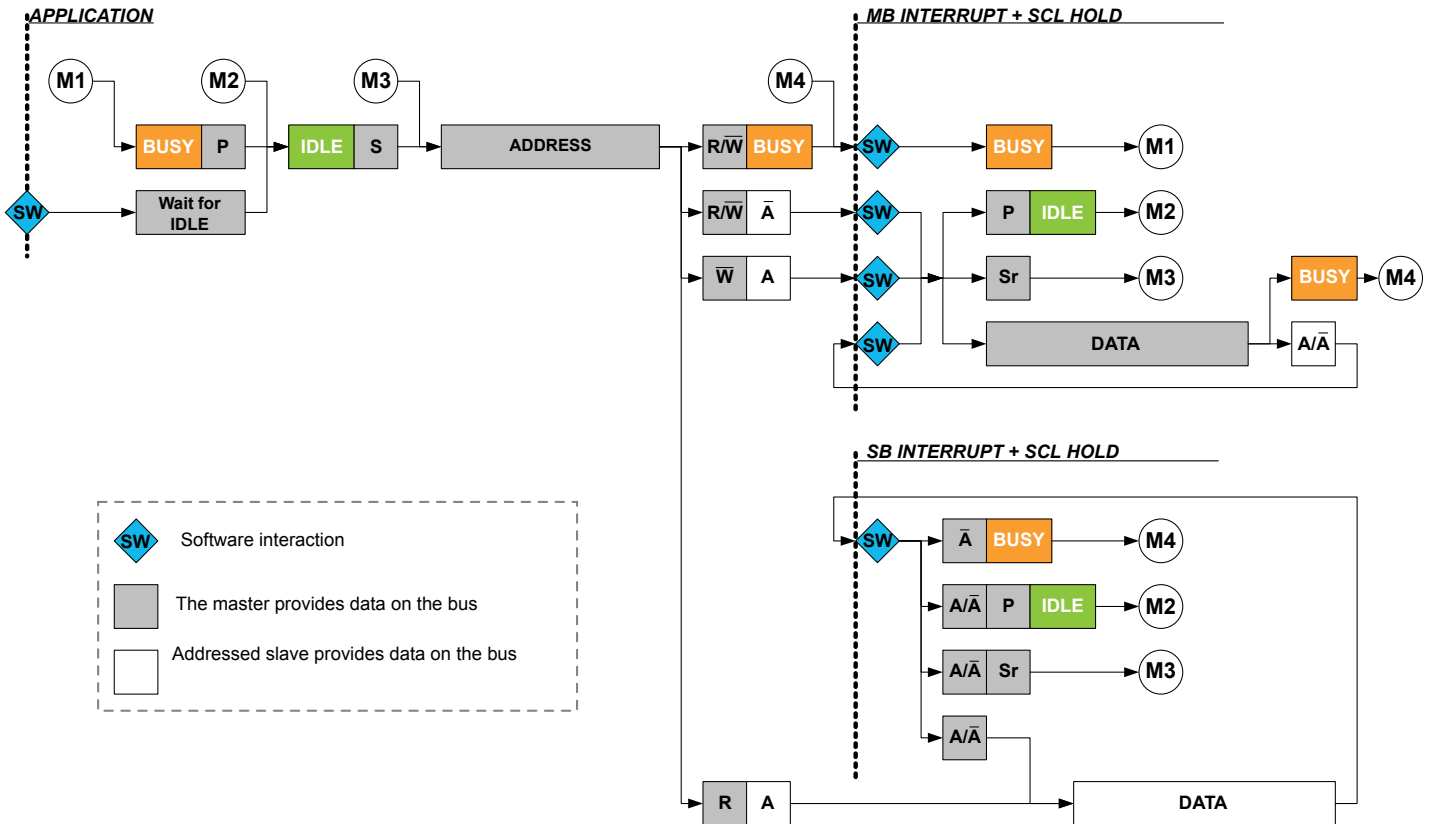 APPLICATION
MB INTERRUPT + SCL HOLD
M1
M2
M3
M4
BUSY P
IDLE S
ADDRESS
R/W̅ BUSY
SW
BUSY
M1
SW
Wait for
IDLE
R/W̅ A̅
SW
P IDLE
M2
W̅ A
SW
Sr
M3
BUSY
M4
SW
DATA
A/A̅
SB INTERRUPT + SCL HOLD
SW
A̅ BUSY
M4
A/A̅ P IDLE
M2
A/A̅ Sr
M3
A/A̅
R A
DATA
SW
Software interaction
The master provides data on the bus
Addressed slave provides data on the bus